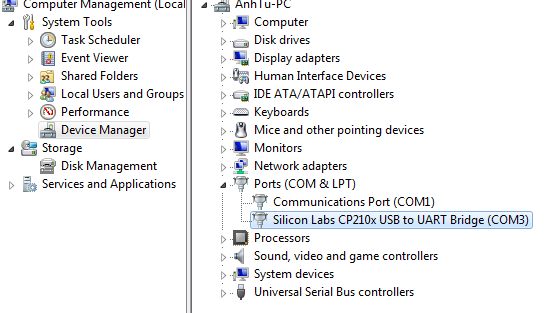 Computer Management (Local
System Tools
Task Scheduler
Event Viewer
Shared Folders
Local Users and Groups
Performance
Device Manager
Storage
Disk Management
Services and Applications
AnhTu-PC
Computer
Disk drives
Display adapters
Human Interface Devices
IDE ATA/ATAPI controllers
Keyboards
Mice and other pointing devices
Monitors
Network adapters
Ports (COM & LPT)
Communications Port (COM1)
Silicon Labs CP210x USB to UART Bridge (COM3)
Processors
Sound, video and game controllers
System devices
Universal Serial Bus controllers